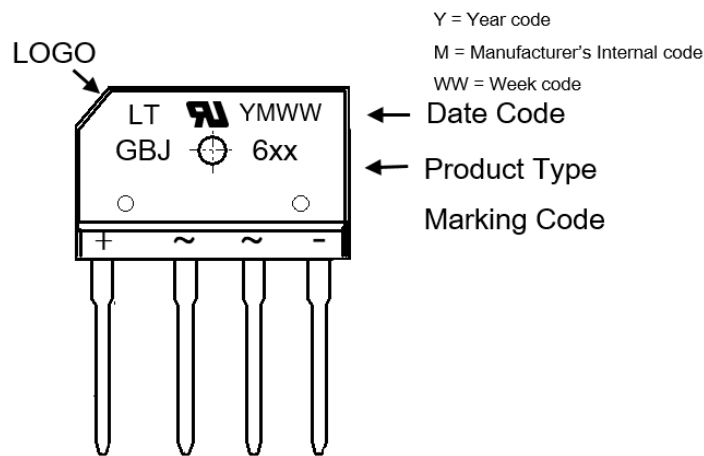 Y = Year code
M = Manufacturer's Internal code
WW = Week code
LOGO
LT RU YMWW
Date Code
GBJ 6xx
Product Type
Marking Code
+ ~ ~ -